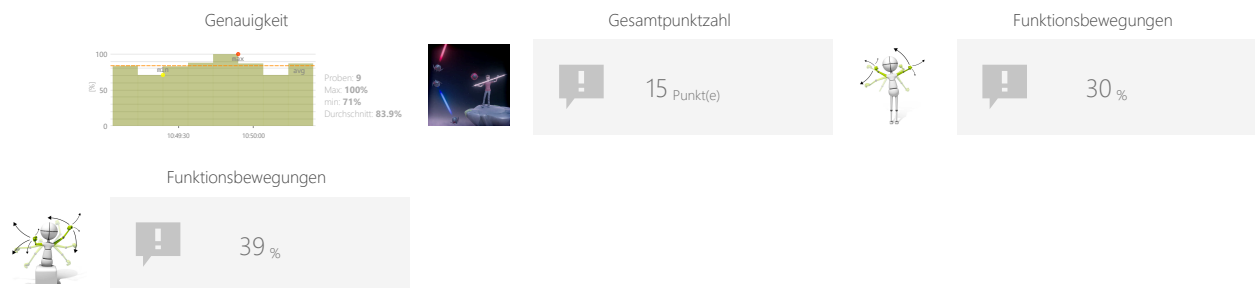 Genauigkeit
100
50
0
[%]
min
max
avg
10:49:30
10:50:00
Proben: 9
Max: 100%
min: 71%
Durchschnitt: 83.9%
Gesamtpunktzahl
15 Punkt(e)
Funktionsbewegungen
30 %
Funktionsbewegungen
39 %